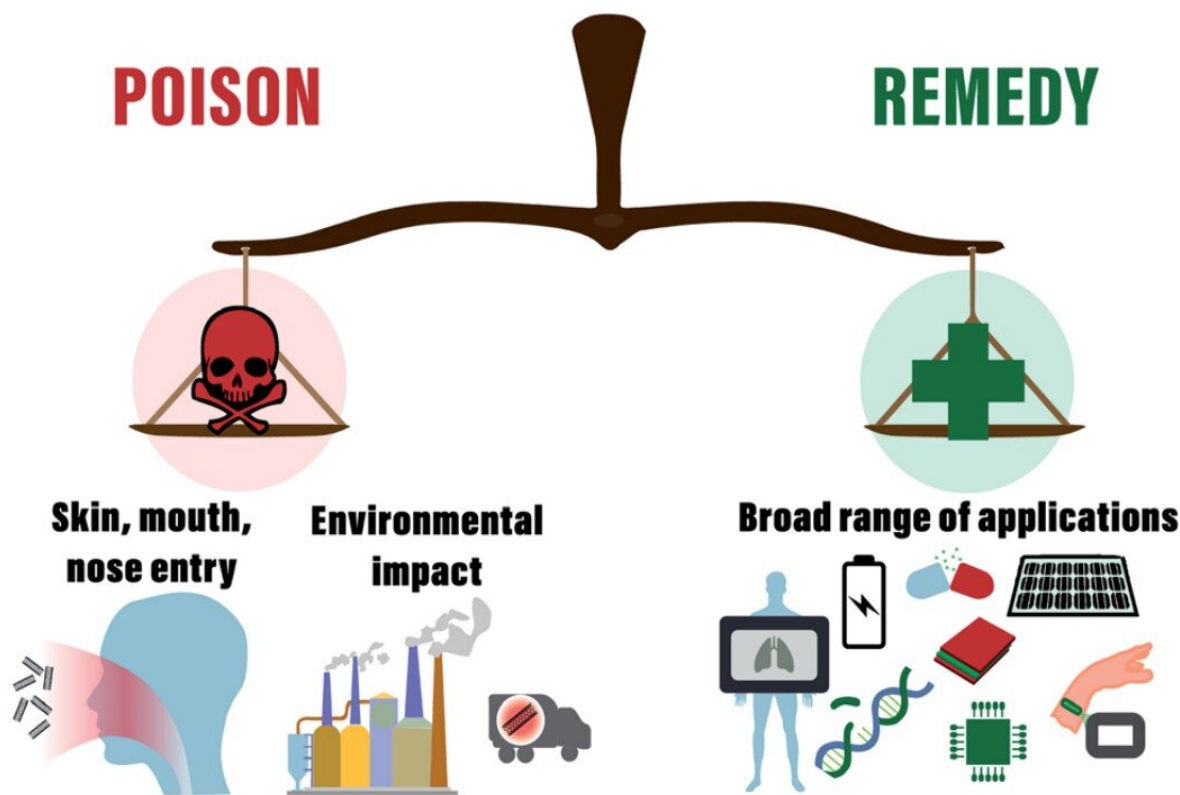 POISON
REMEDY
Skin, mouth,
nose entry
Environmental
impact
Broad range of applications